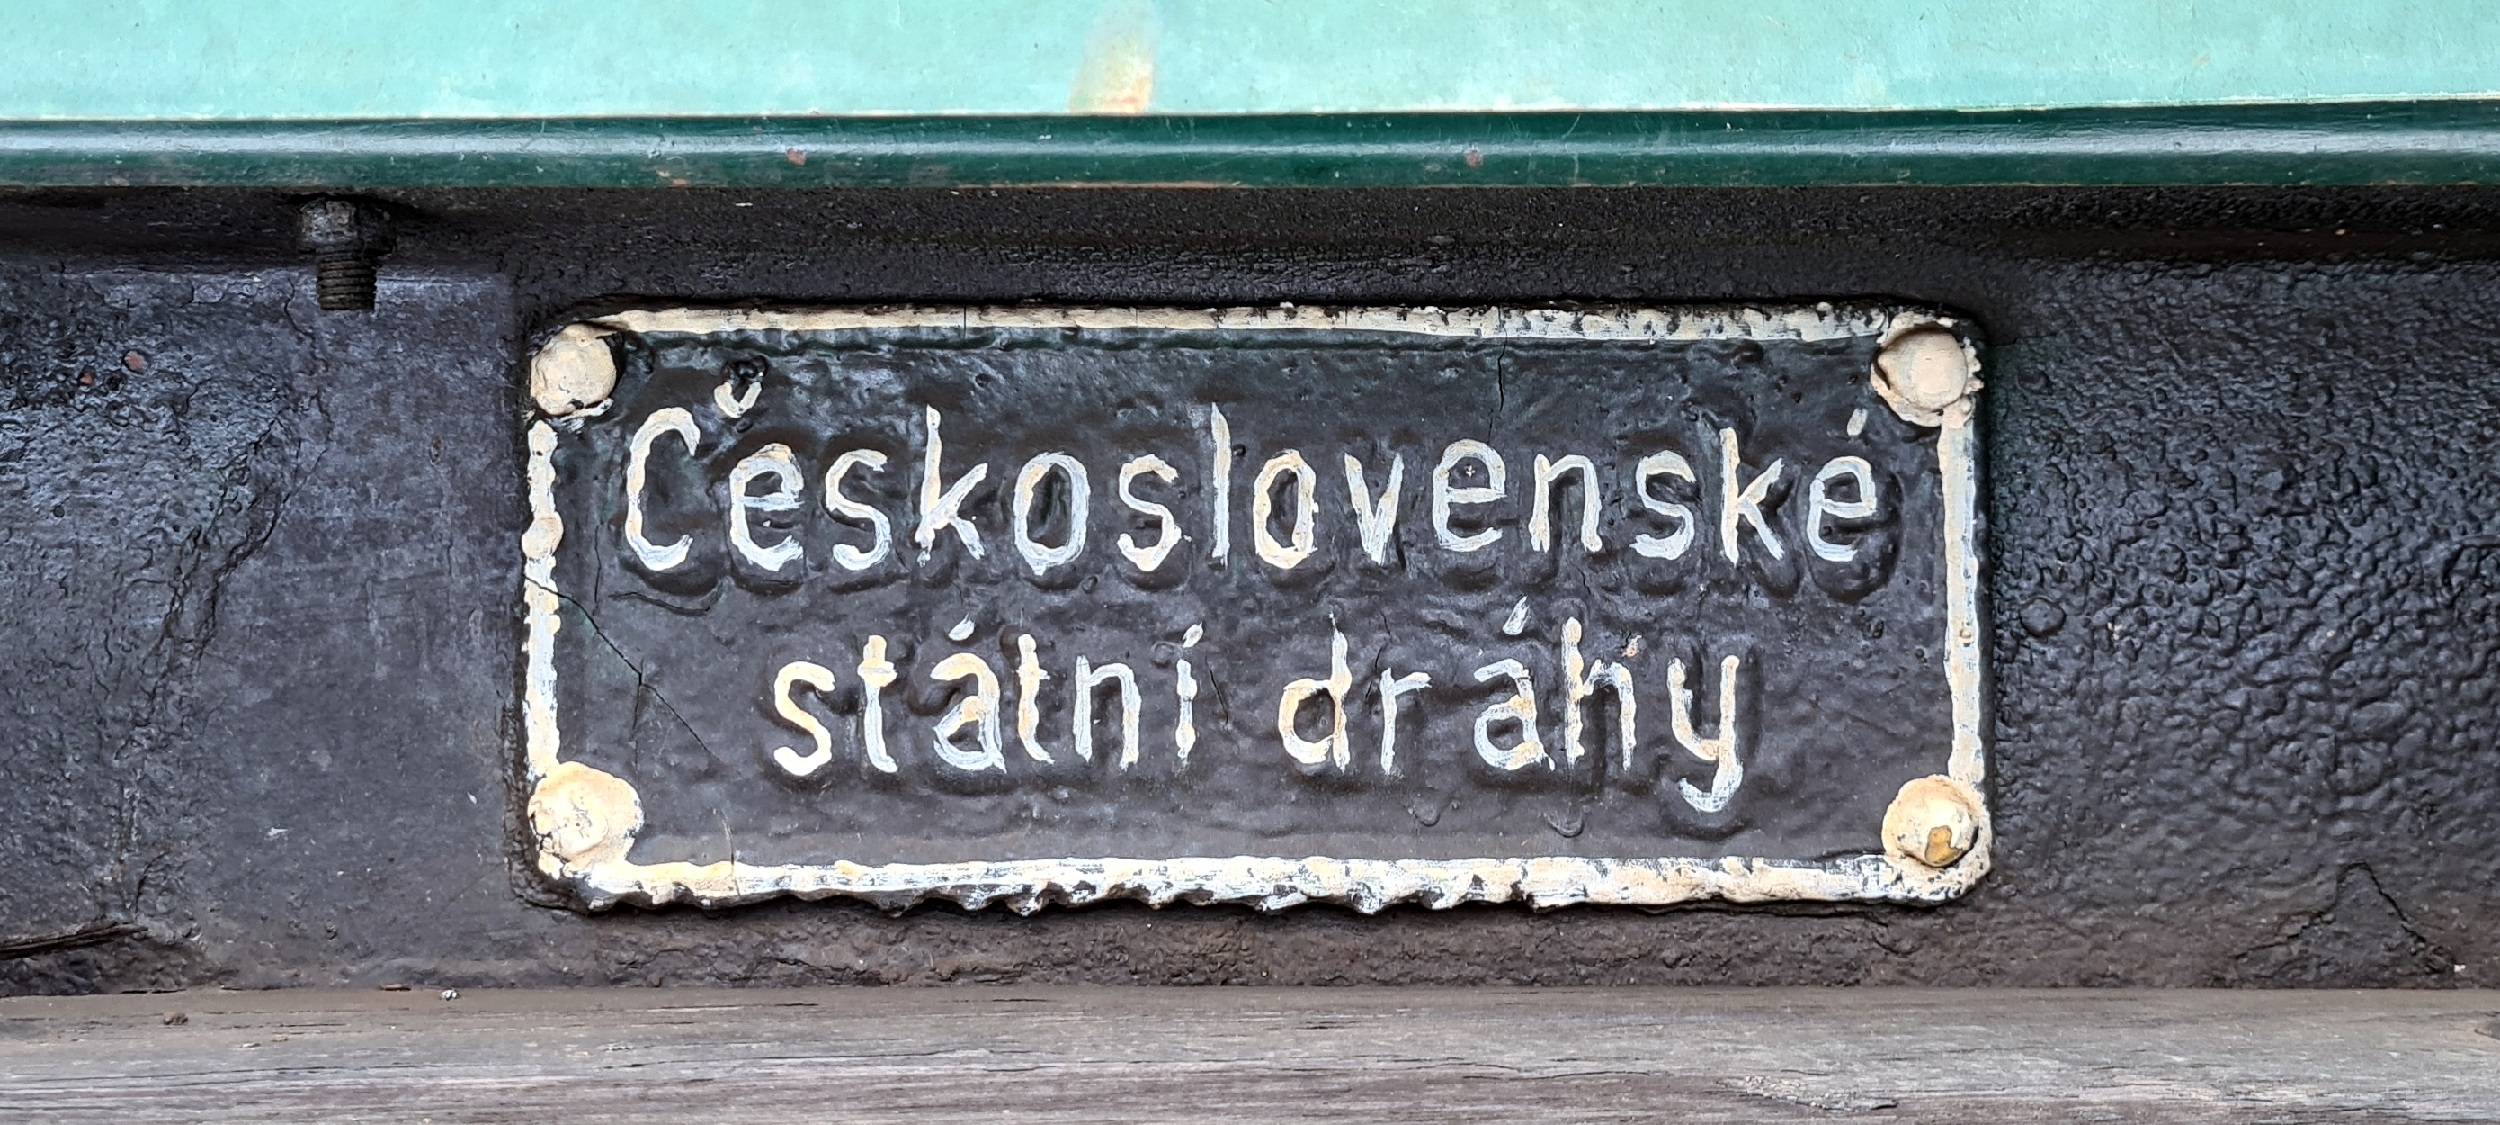 Československé
státní dráhy